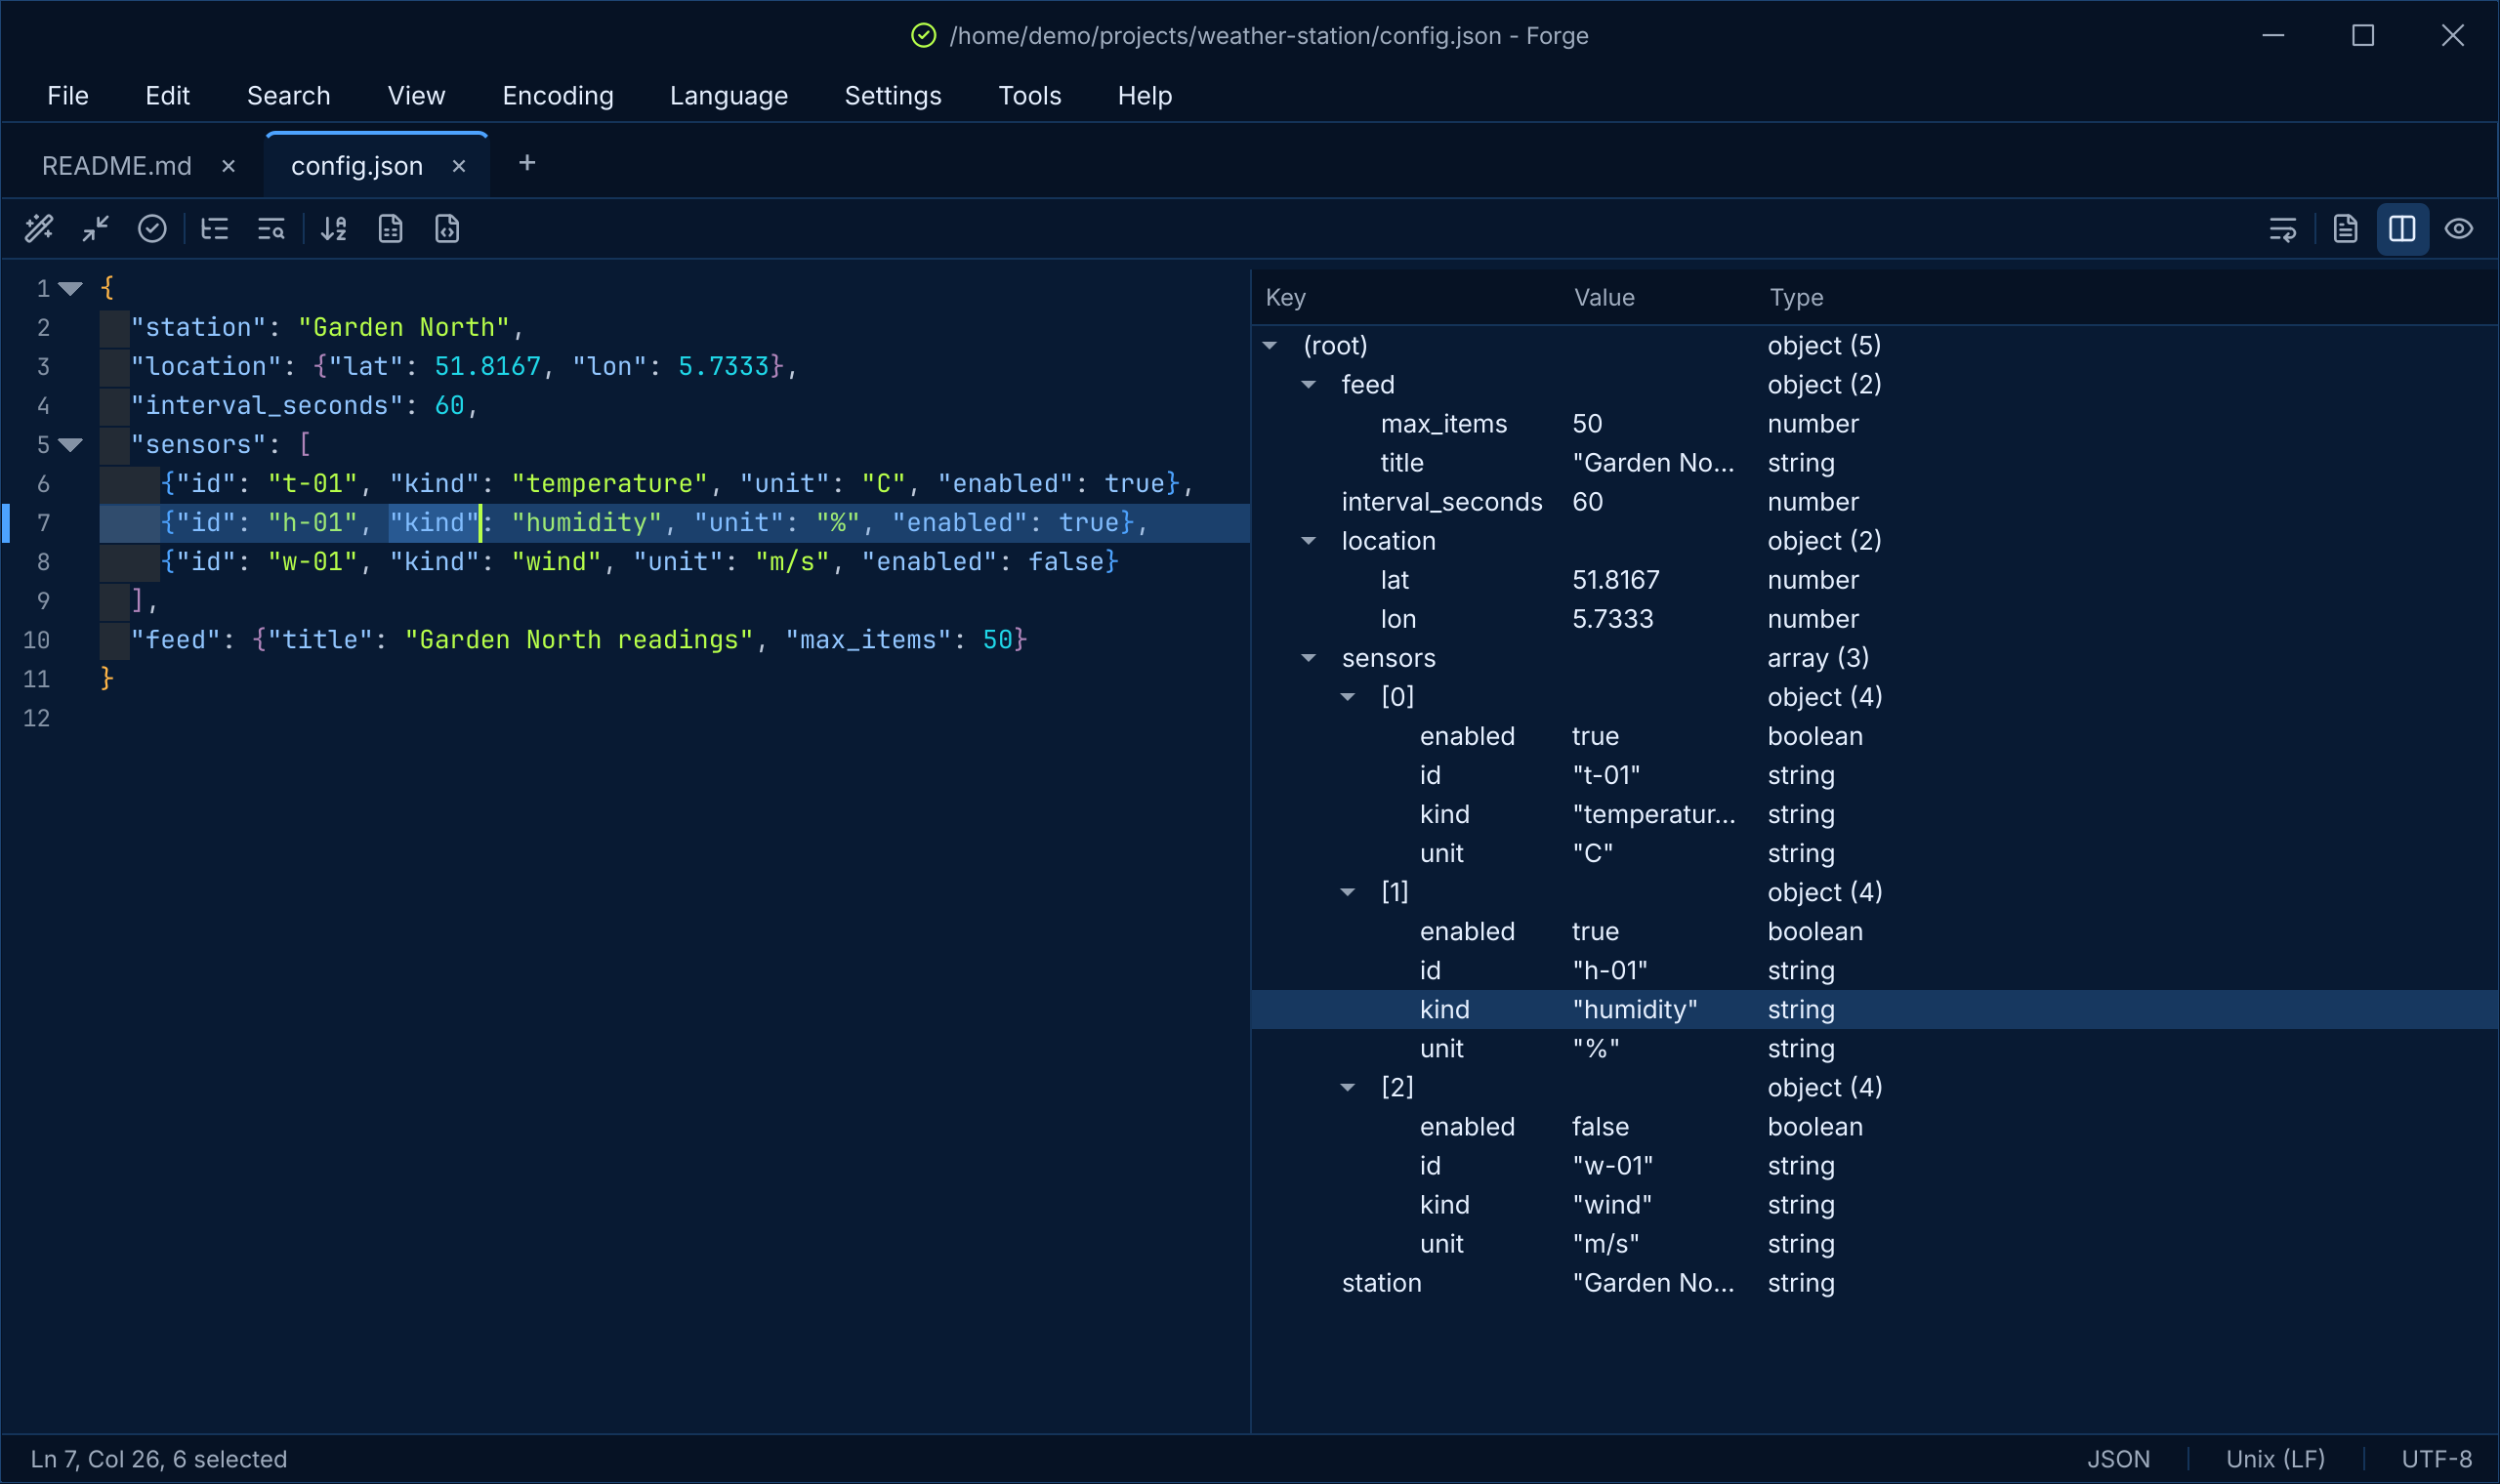 /home/demo/projects/weather-station/config.json - Forge
File Edit Search View Encoding Language Settings Tools Help
README.md config.json
1 {
2 "station": "Garden North",
3 "location": {"lat": 51.8167, "lon": 5.7333},
4 "interval_seconds": 60,
5 "sensors": [
6 {"id": "t-01", "kind": "temperature", "unit": "C", "enabled": true},
7 {"id": "h-01", "kind": "humidity", "unit": "%", "enabled": true},
8 {"id": "w-01", "kind": "wind", "unit": "m/s", "enabled": false}
9 ],
10 "feed": {"title": "Garden North readings", "max_items": 50}
11 }
12
Key Value Type
(root) object (5)
feed object (2)
max_items 50 number
title "Garden No... string
interval_seconds 60 number
location object (2)
lat 51.8167 number
lon 5.7333 number
sensors array (3)
[0] object (4)
enabled true boolean
id "t-01" string
kind "temperatur... string
unit "C" string
[1] object (4)
enabled true boolean
id "h-01" string
kind "humidity" string
unit "%" string
[2] object (4)
enabled false boolean
id "w-01" string
kind "wind" string
unit "m/s" string
station "Garden No... string
Ln 7, Col 26, 6 selected
JSON Unix (LF) UTF-8